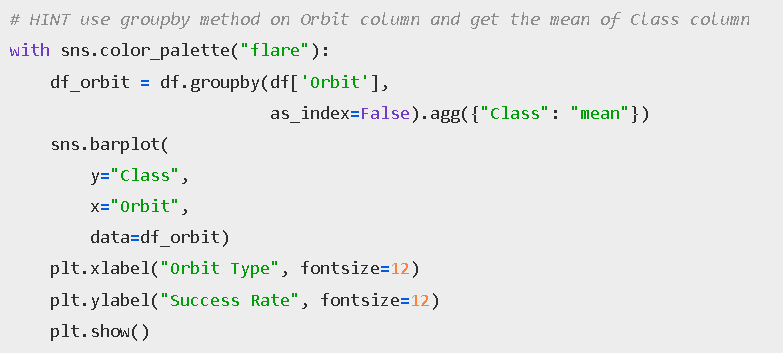 # HINT use groupby method on Orbit column and get the mean of Class column
with sns.color_palette("flare"):
    df_orbit = df.groupby(df['Orbit'],
                          as_index=False).agg({"Class": "mean"})
    sns.barplot(
        y="Class",
        x="Orbit",
        data=df_orbit)
    plt.xlabel("Orbit Type", fontsize=12)
    plt.ylabel("Success Rate", fontsize=12)
    plt.show()